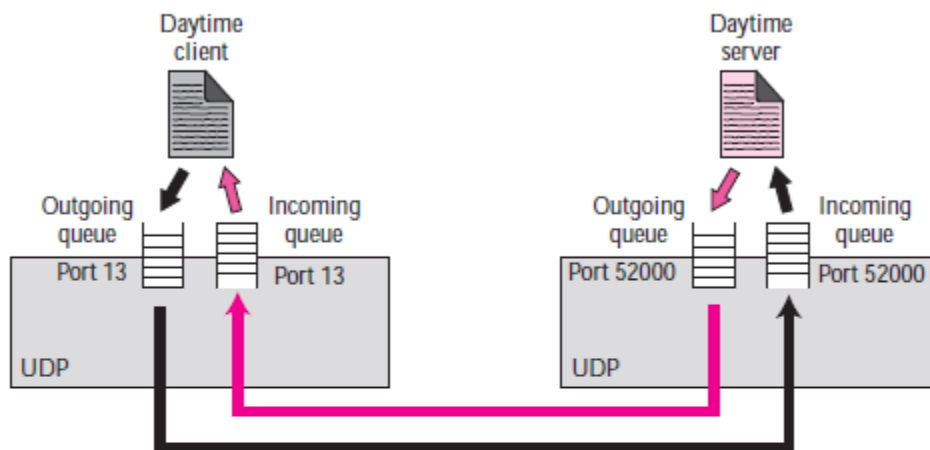 Daytime
client
Daytime
server
Outgoing
queue
Incoming
queue
Outgoing
queue
Incoming
queue
Port 13
Port 13
Port 52000
Port 52000
UDP
UDP